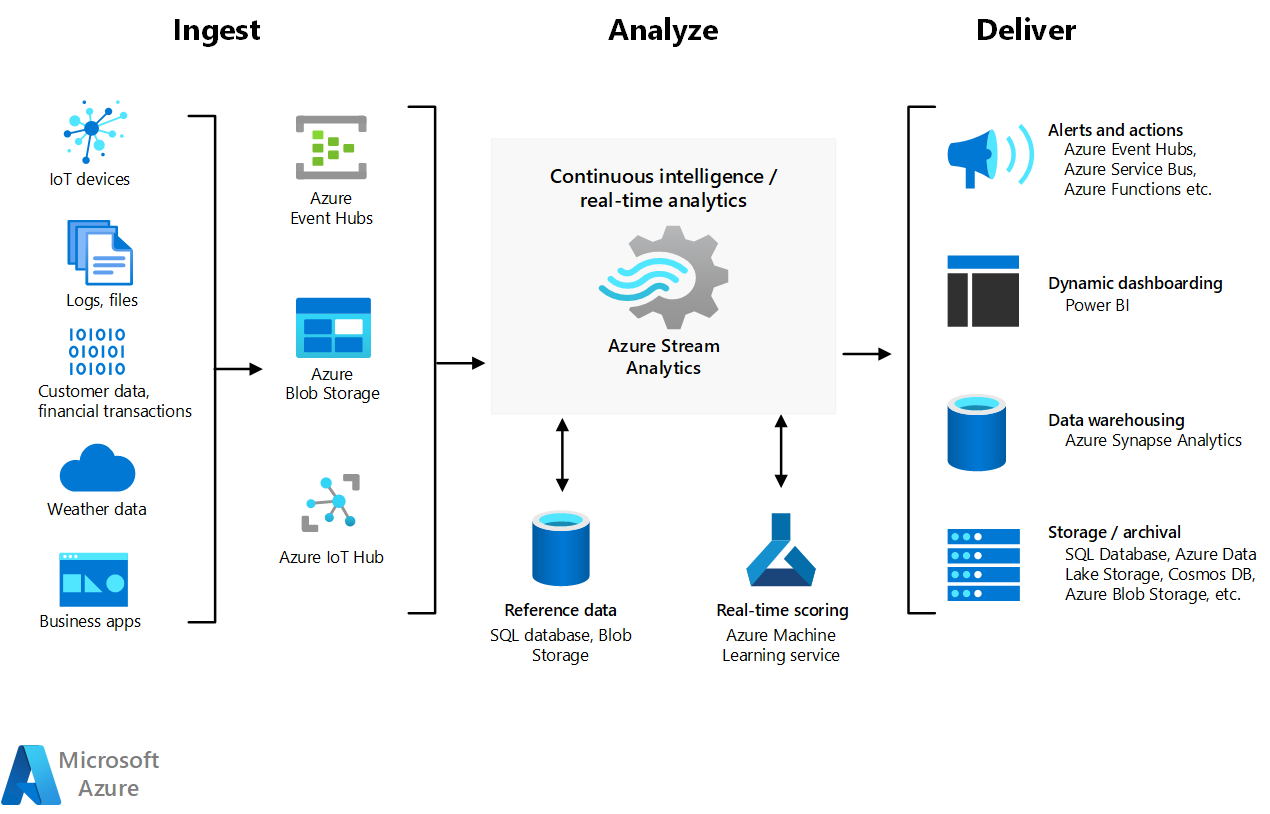 Ingest
Analyze
Deliver
IoT devices
Logs, files
010
Customer data,
financial transactions
Weather data
Business apps
Azure
Event Hubs
Azure
Blob Storage
Azure IoT Hub
Continuous intelligence /
real-time analytics
Azure Stream
Analytics
Reference data
SQL database, Blob
Storage
Real-time scoring
Azure Machine
Learning service
Alerts and actions
Azure Event Hubs,
Azure Service Bus,
Azure Functions etc.
Dynamic dashboarding
Power BI
Data warehousing
Azure Synapse Analytics
Storage / archival
SQL Database, Azure Data
Lake Storage, Cosmos DB,
Azure Blob Storage, etc.
Microsoft
Azure